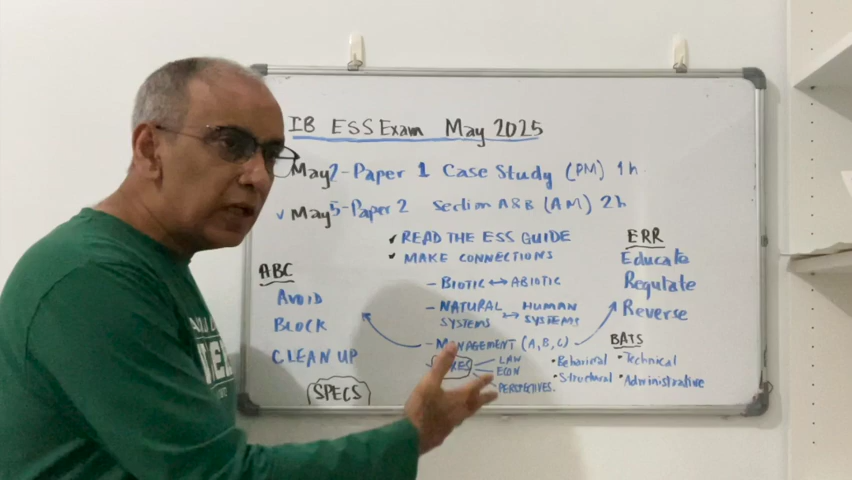 IB ESS Exam May 2025
May 2 - Paper 1 Case Study (PM) 1h
✓ May 5 - Paper 2 Section A&B (AM) 2h
✓ READ THE ESS GUIDE
✓ MAKE CONNECTIONS
- BIOTIC ↔ ABIOTIC
- NATURAL SYSTEMS ↔ HUMAN SYSTEMS
- MANAGEMENT (A, B, C)
LAW
ECON
PERSPECTIVES.
ABC
AVOID
BLOCK
CLEAN UP
SPECS
ERR
Educate
Regutate
Reverse
BATS
• Behavioral • Technical
• Structural • Administrative